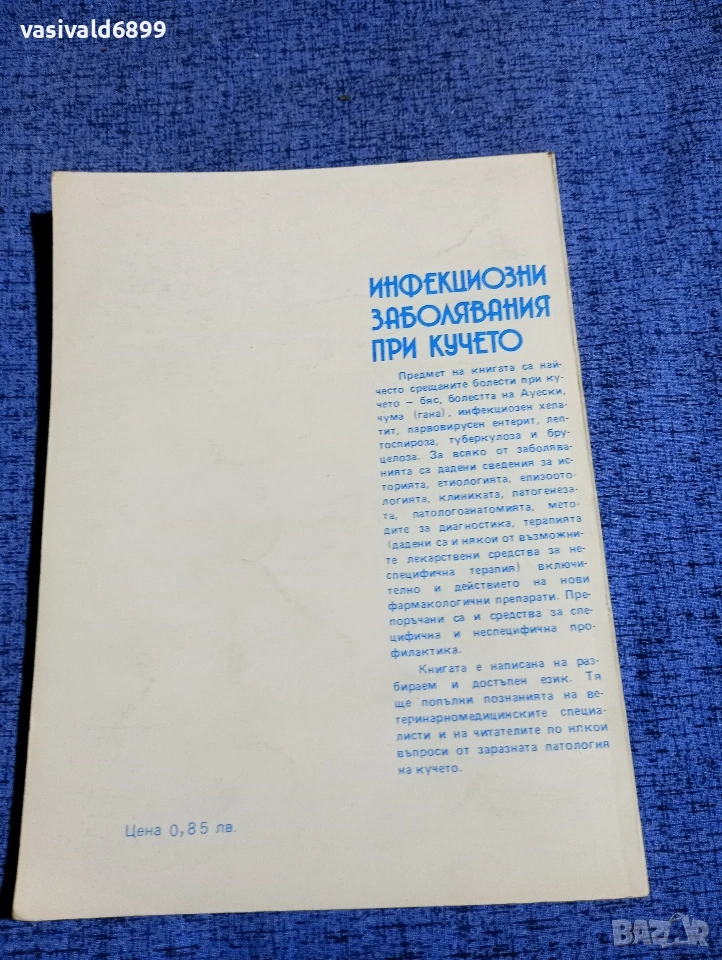 vasivald6899
ИНФЕКЦИОЗНИ
ЗАБОЛЯВАНИЯ
ПРИ КУЧЕТО
Предмет на книгата са най-
често срещаните болести при ку-
чето – бяс, болестта на Ауески,
чума (гана), инфекциозен хепа-
тит, парвовирусен ентерит, леп-
тоспироза, туберкулоза и бру-
целоза. За всяко от заболява-
нията са дадени сведения за ис-
торията, етиологията, епизоото-
логията, клиниката, патогенеза-
та, патологоанатомията, мето-
дите за диагностика, терапията
(дадени са и някои от възможни-
те лекарствени средства за не-
специфична терапия) включи-
телно и действието на нови
фармакологични препарати. Пре-
поръчани са и средства за спе-
цифична и неспецифична про-
филактика.
Книгата е написана на раз-
бираем и достъпен език. Тя
ще попълни познанията на ве-
теринарномедицинските специа-
листи и на читателите по някои
въпроси от заразната патология
на кучето.
Цена 0,85 лв.
BAZAR